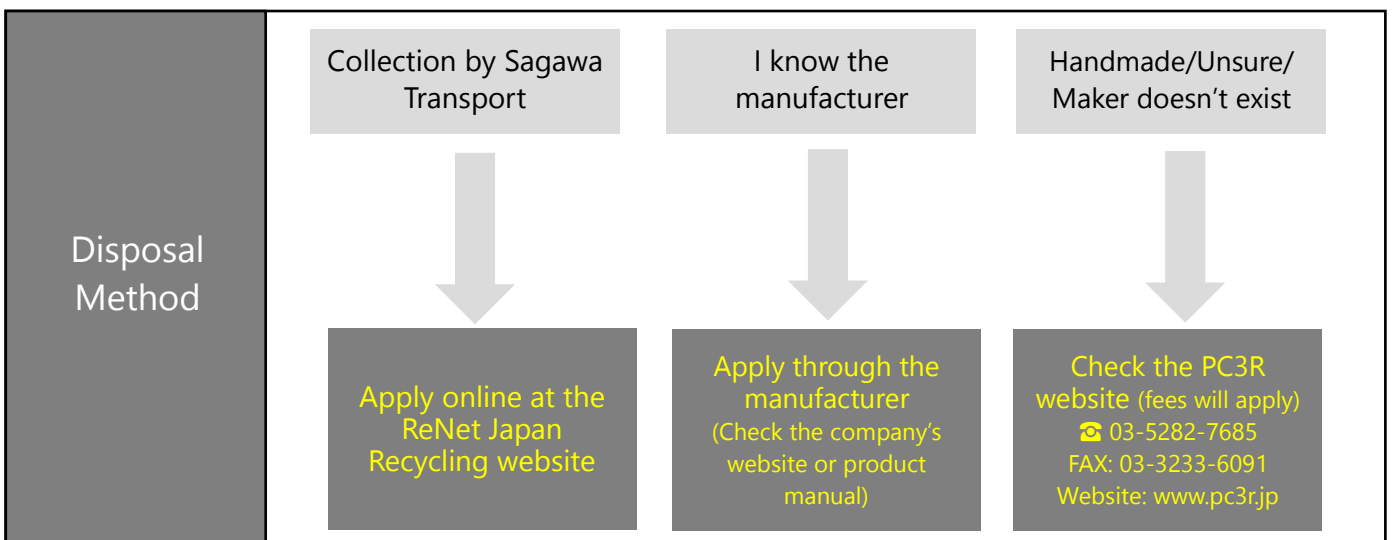 Disposal
Method
Collection by Sagawa
Transport
I know the
manufacturer
Handmade/Unsure/
Maker doesn’t exist
Apply online at the
ReNet Japan
Recycling website
Apply through the
manufacturer
(Check the company’s
website or product
manual)
Check the PC3R
website (fees will apply)
☎ 03-5282-7685
FAX: 03-3233-6091
Website: www.pc3r.jp